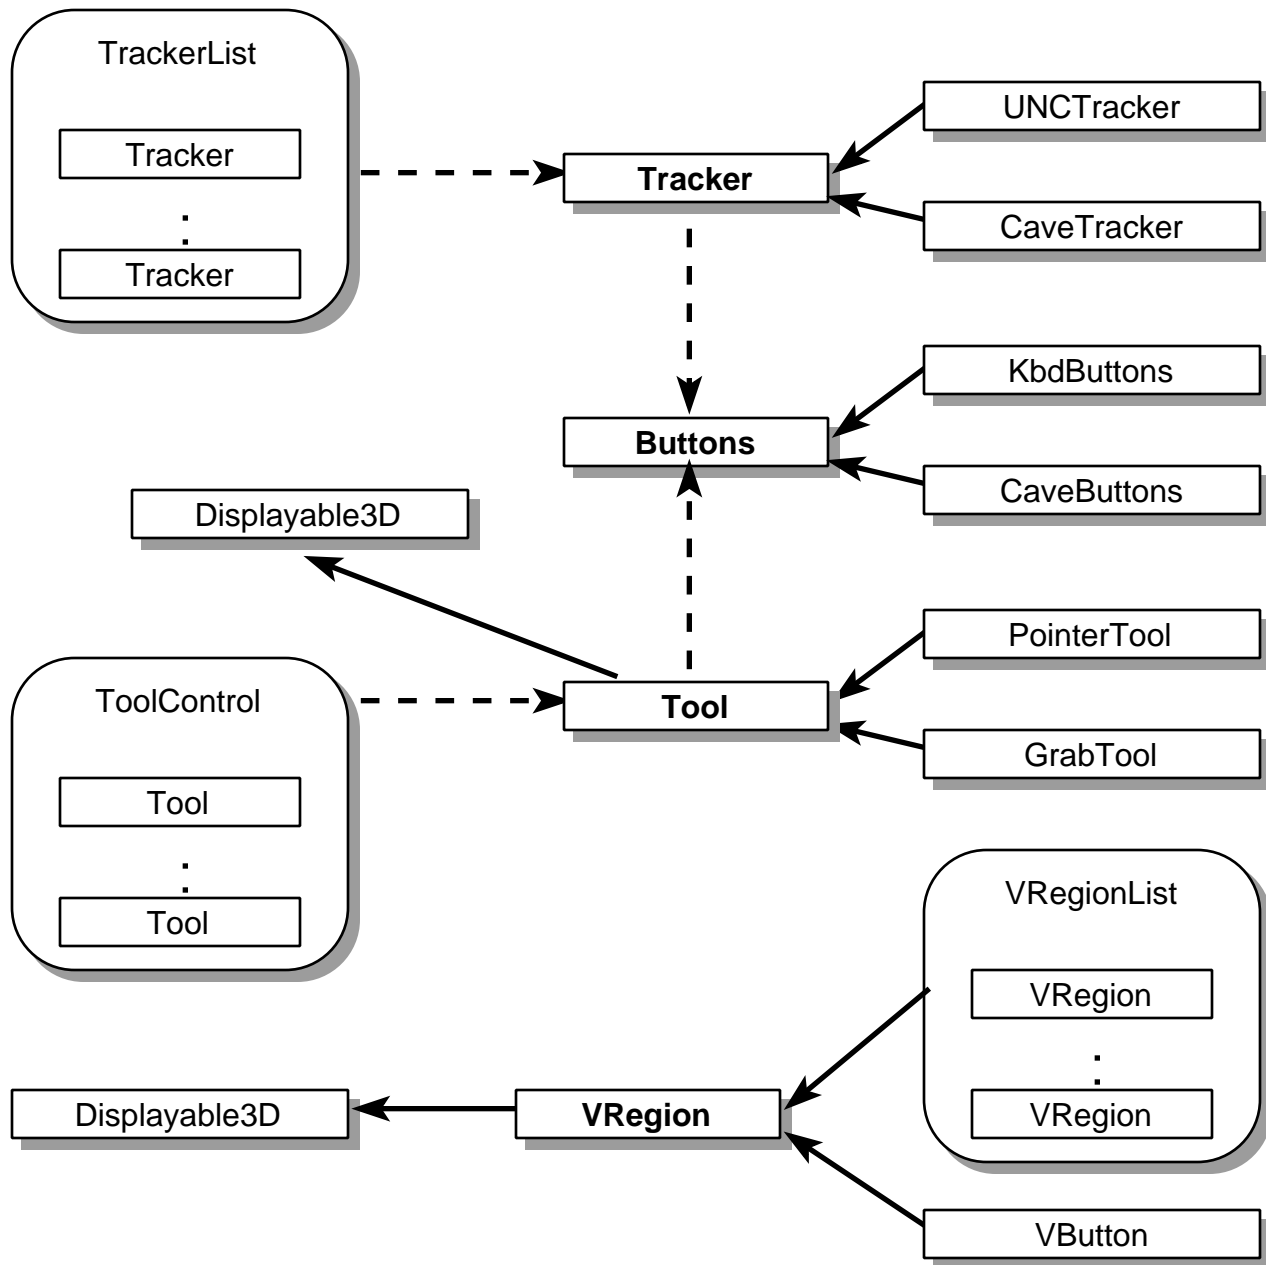 TrackerList
Tracker
:
Tracker
Tracker
UNCTracker
CaveTracker
Buttons
KbdButtons
CaveButtons
Displayable3D
ToolControl
Tool
:
Tool
Tool
PointerTool
GrabTool
VRegionList
VRegion
:
VRegion
Displayable3D
VRegion
VButton